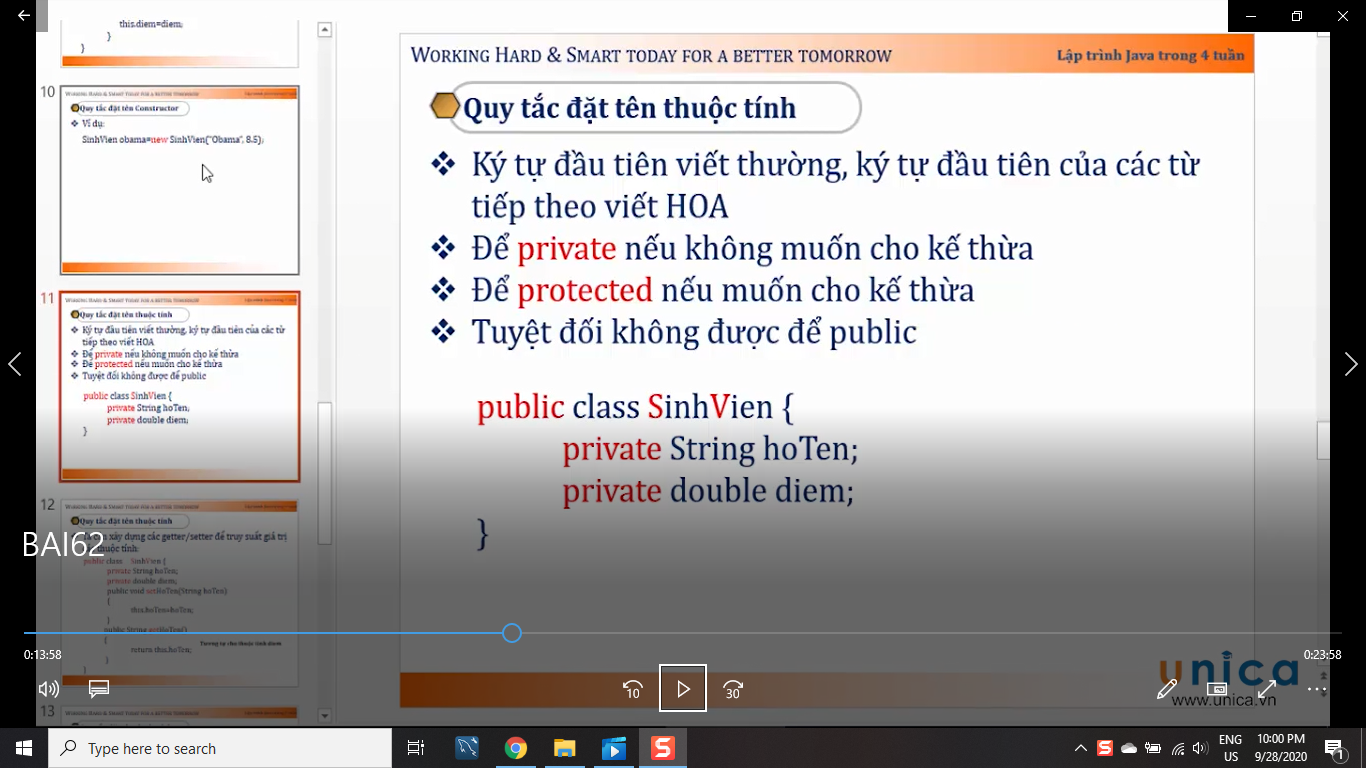 this.diem=diem;
}
}
10
WORKING HARD & SMART TODAY FOR A BETTER TOMORROW
Quy tắc đặt tên Constructor
Ví dụ:
SinhVien obama=new SinhVien("Obama", 8.5);
11
WORKING HARD & SMART TODAY FOR A BETTER TOMORROW
Quy tắc đặt tên thuộc tính
Ký tự đầu tiên viết thường, ký tự đầu tiên của các từ
tiếp theo viết HOA
Để private nếu không muốn cho kế thừa
Để protected nếu muốn cho kế thừa
Tuyệt đối không được để public
public class SinhVien {
private String hoTen;
private double diem;
}
12
WORKING HARD & SMART TODAY FOR A BETTER TOMORROW
Quy tắc đặt tên thuộc tính
xây dựng các getter/setter để truy suất giá trị
thuộc tính:
public class SinhVien {
private String hoTen;
private double diem;
public void setHoTen(String hoTen)
{
this.hoTen=hoTen;
}
public String getHoTen()
{
Tương tự cho thuộc tính điểm
return this.hoTen;
}
}
13
WORKING HARD & SMART TODAY FOR A BETTER TOMORROW
WORKING HARD & SMART TODAY FOR A BETTER TOMORROW
Lập trình Java trong 4 tuần
Quy tắc đặt tên thuộc tính
Ký tự đầu tiên viết thường, ký tự đầu tiên của các từ
tiếp theo viết HOA
Để private nếu không muốn cho kế thừa
Để protected nếu muốn cho kế thừa
Tuyệt đối không được để public
public class SinhVien {
private String hoTen;
private double diem;
}
BAI62
0:13:58
0:23:58
10
30
unica
www.unica.vn
Type here to search
ENG
US
10:00 PM
9/28/2020
1